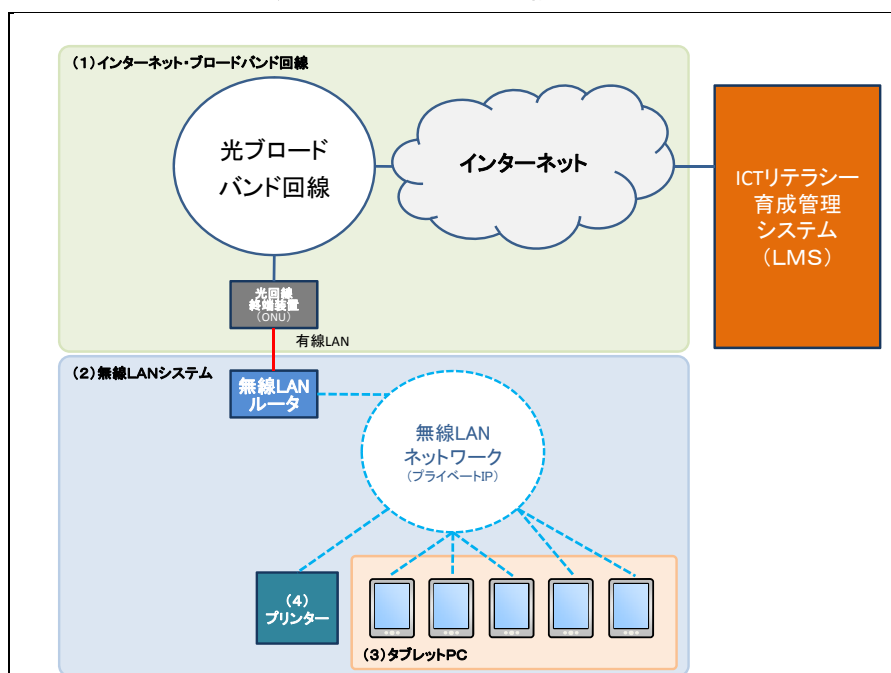 (1)インターネット・ブロードバンド回線
光ブロード
バンド回線
インターネット
ICTリテラシー
育成管理
システム
(LMS)
光回線
終端装置
(ONU)
有線LAN
(2)無線LANシステム
無線LAN
ルータ
無線LAN
ネットワーク
(プライベートIP)
(4)
プリンター
(3)タブレットPC